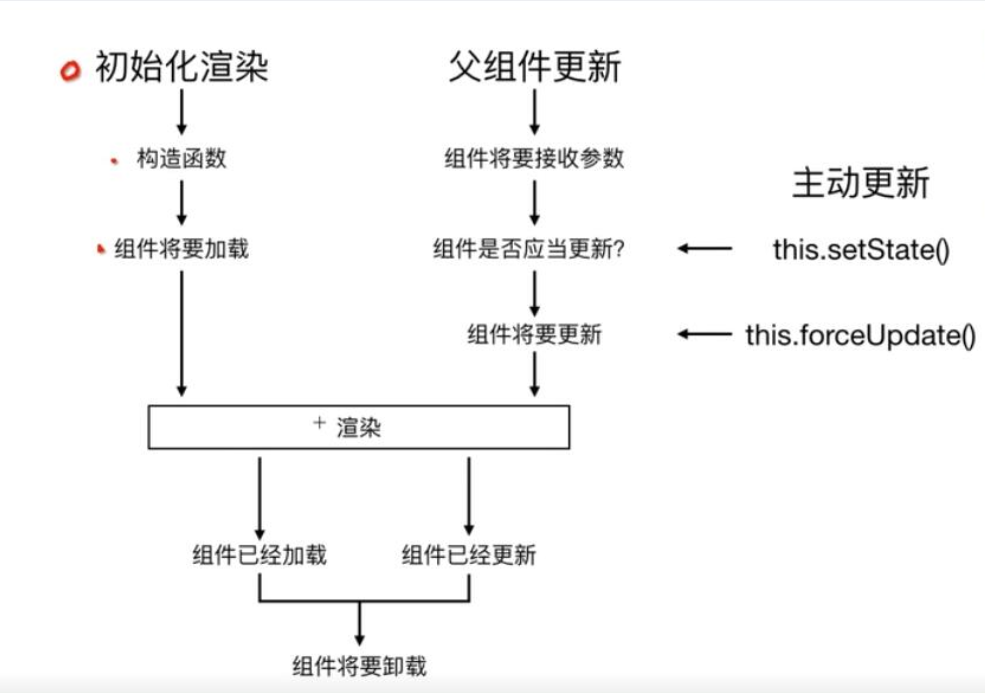 初始化渲染
构造函数
组件将要加载
父组件更新
组件将要接收参数
组件是否应当更新?
组件将要更新
主动更新
this.setState()
this.forceUpdate()
渲染
组件已经加载
组件已经更新
组件将要卸载